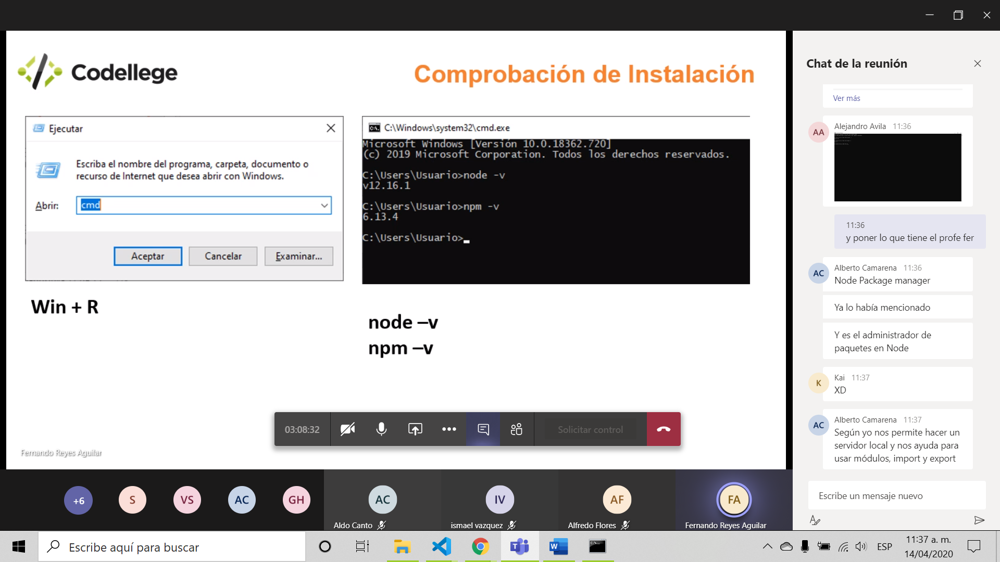 Codellege
Comprobación de Instalación
Ejecutar
Escriba el nombre del programa, carpeta, documento o
recurso de Internet que desea abrir con Windows.
Abrir:
cmd
Aceptar
Cancelar
Examinar...
Win + R
C:\Windows\system32\cmd.exe
Microsoft Windows [Versión 10.0.18362.720]
(c) 2019 Microsoft Corporation. Todos los derechos reservados.
C:\Users\Usuario>node -v
v12.16.1
C:\Users\Usuario>npm -v
6.13.4
C:\Users\Usuario>
node –v
npm –v
03:08:32
Solicitar control
Fernando Reyes Aguilar
+6
S
VS
AC
GH
AC
Aldo Canto
IV
ismael vazquez
AF
Alfredo Flores
FA
Fernando Reyes Aguilar
Chat de la reunión
Ver más
AA
Alejandro Avila 11:36
11:36
y poner lo que tiene el profe fer
AC
Alberto Camarena 11:36
Node Package manager
Ya lo había mencionado
Y es el administrador de
paquetes en Node
K
Kai 11:37
XD
AC
Alberto Camarena 11:37
Según yo nos permite hacer un
servidor local y nos ayuda para
usar módulos, import y export
Escribe un mensaje nuevo
Escribe aquí para buscar
ESP
11:37 a. m.
14/04/2020